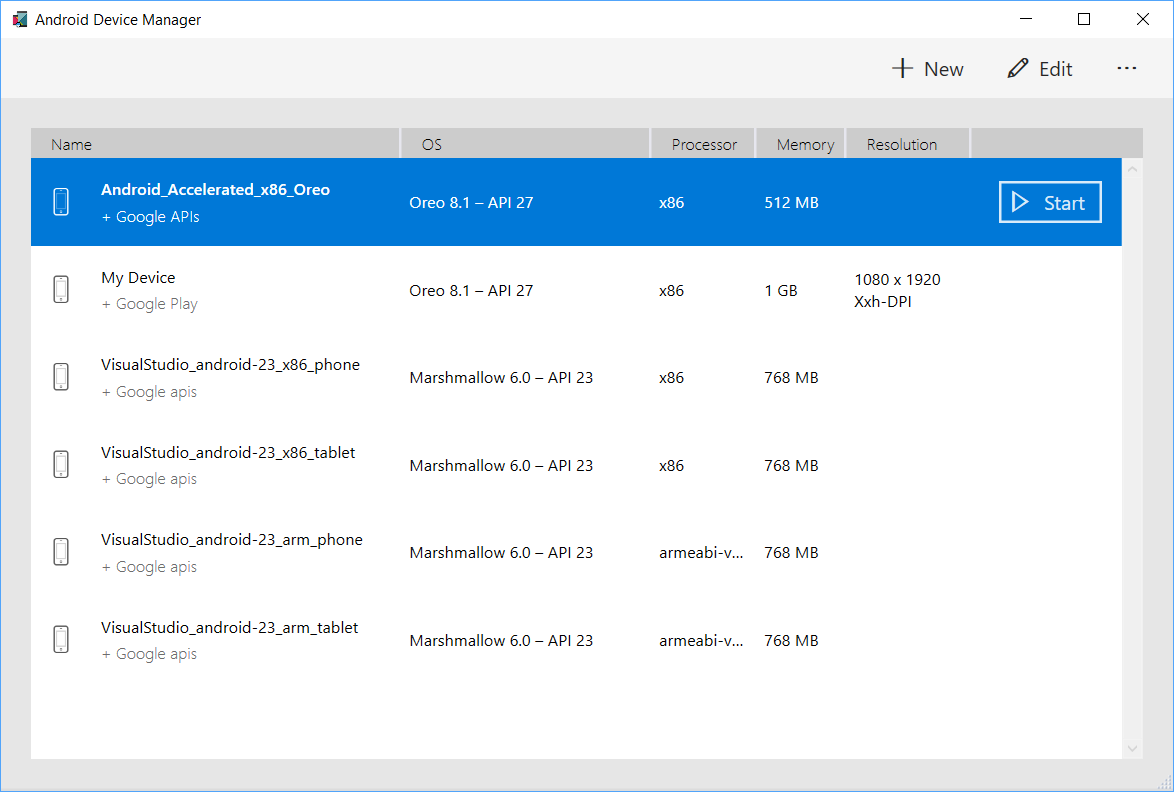 Android Device Manager
New Edit ...
Name OS Processor Memory Resolution
Android_Accelerated_x86_Oreo
+ Google APIs
Oreo 8.1 – API 27 x86 512 MB Start
My Device
+ Google Play
Oreo 8.1 – API 27 x86 1 GB
1080 x 1920
Xxh-DPI
VisualStudio_android-23_x86_phone
+ Google apis
Marshmallow 6.0 – API 23 x86 768 MB
VisualStudio_android-23_x86_tablet
+ Google apis
Marshmallow 6.0 – API 23 x86 768 MB
VisualStudio_android-23_arm_phone
+ Google apis
Marshmallow 6.0 – API 23 armeabi-v... 768 MB
VisualStudio_android-23_arm_tablet
+ Google apis
Marshmallow 6.0 – API 23 armeabi-v... 768 MB